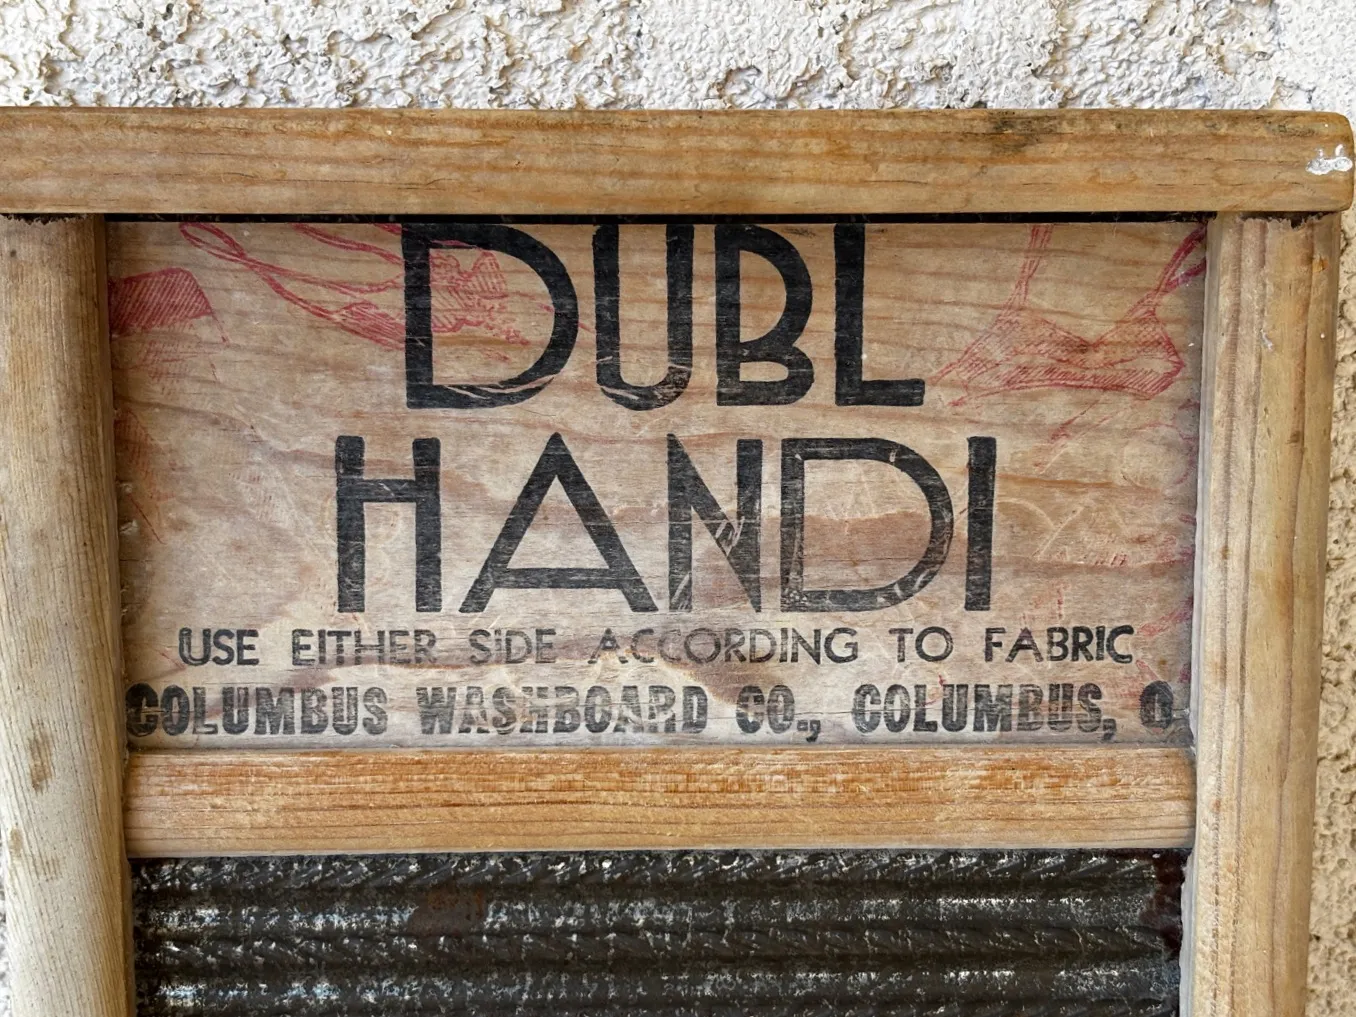 DUBL
HANDI
USE EITHER SIDE ACCORDING TO FABRIC
COLUMBUS WASHBOARD CO., COLUMBUS, O